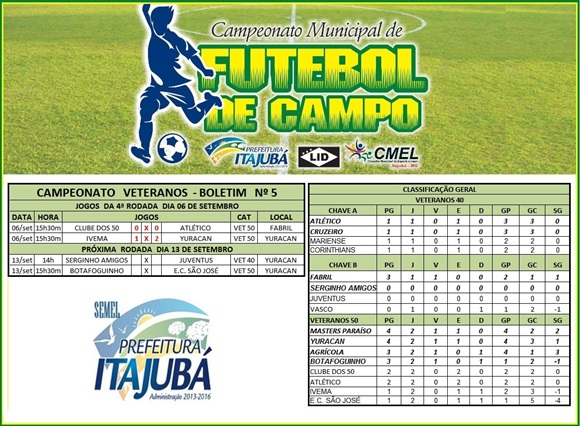 Campeonato Municipal de
FUTEBOL
DE CAMPO
PREFEITURA
ITAJUBÁ
LID
CMEL
Itajubá - MG
CAMPEONATO VETERANOS - BOLETIM Nº 5
JOGOS DA 4ª RODADA DIA 06 DE SETEMBRO
DATA HORA JOGOS CAT LOCAL
06/set 15h30m CLUBE DOS 50 0 X 0 ATLÉTICO VET 50 FABRIL
06/set 15h30m IVEMA 1 X 2 YURACAN VET 50 YURACAN
PRÓXIMA RODADA DIA 13 DE SETEMBRO
13/set 14h SERGINHO AMIGOS X JUVENTUS VET 40 YURACAN
13/set 15h30m BOTAFOGUINHO X E.C. SÃO JOSÉ VET 50 YURACAN
SEMEL
PREFEITURA
ITAJUBÁ
Administração 2013-2016
CLASSIFICAÇÃO GERAL
VETERANOS 40
CHAVE A PG J V E D GP GC SG
ATLÉTICO 1 1 0 1 0 3 3 0
CRUZEIRO 1 1 0 1 0 3 3 0
MARIENSE 1 1 0 1 0 2 2 0
CORINTHIANS 1 1 0 1 0 2 2 0
CHAVE B PG J V E D GP GC SG
FABRIL 3 1 1 0 0 2 1 1
SERGINHO AMIGOS 0 0 0 0 0 0 0 0
JUVENTUS 0 0 0 0 0 0 0 0
VASCO 0 1 0 0 1 1 2 -1
VETERANOS 50 PG J V E D GP GC SG
MASTERS PARAÍSO 4 2 1 1 0 4 2 2
YURACAN 4 2 1 1 0 4 3 1
AGRÍCOLA 3 2 1 0 1 4 1 3
BOTAFOGUINHO 3 2 1 0 1 1 2 -1
CLUBE DOS 50 2 2 0 2 0 2 2 0
ATLÉTICO 2 2 0 2 0 2 2 0
IVEMA 1 2 0 1 1 2 3 -1
E.C. SÃO JOSÉ 1 2 0 1 1 1 5 -4